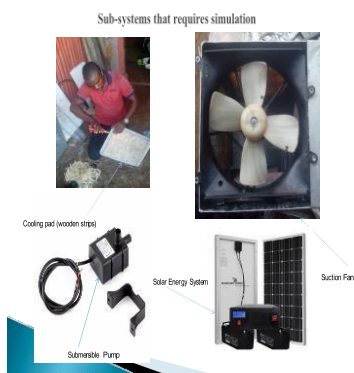 Sub-systems that requires simulation
Cooling pad (wooden strips)
Solar Energy System
Suction Fan
Submersible Pump